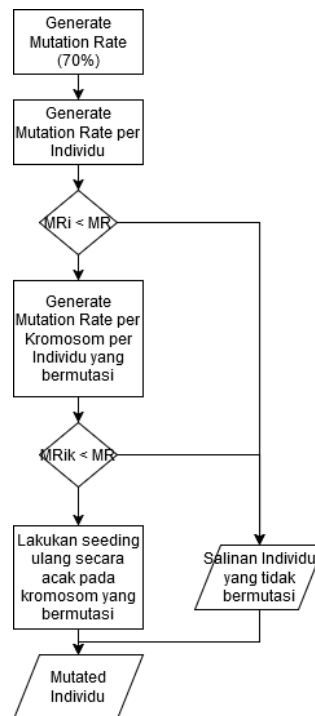 Generate
Mutation Rate
(70%)
Generate
Mutation Rate per
Individu
MRi < MR
Generate
Mutation Rate per
Kromosom per
Individu yang
bermutasi
MRik < MR
Lakukan seeding
ulang secara
acak pada
kromosom yang
bermutasi
Salinan Individu
yang tidak
bermutasi
Mutated
Individu